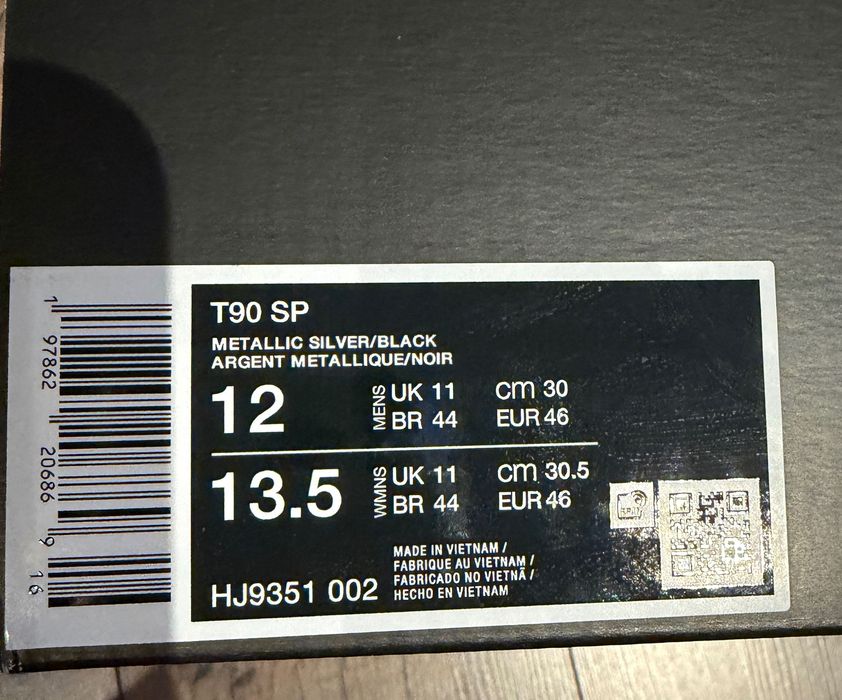 T90 SP
METALLIC SILVER/BLACK
ARGENT METALLIQUE/NOIR
12 MENS UK 11 cm 30
BR 44 EUR 46
13.5 WMNS UK 11 cm 30.5
BR 44 EUR 46
MADE IN VIETNAM /
FABRIQUE AU VIETNAM /
FABRICADO NO VIETNÃ /
HECHO EN VIETNAM
HJ9351 002
1 97862 20686 9 16